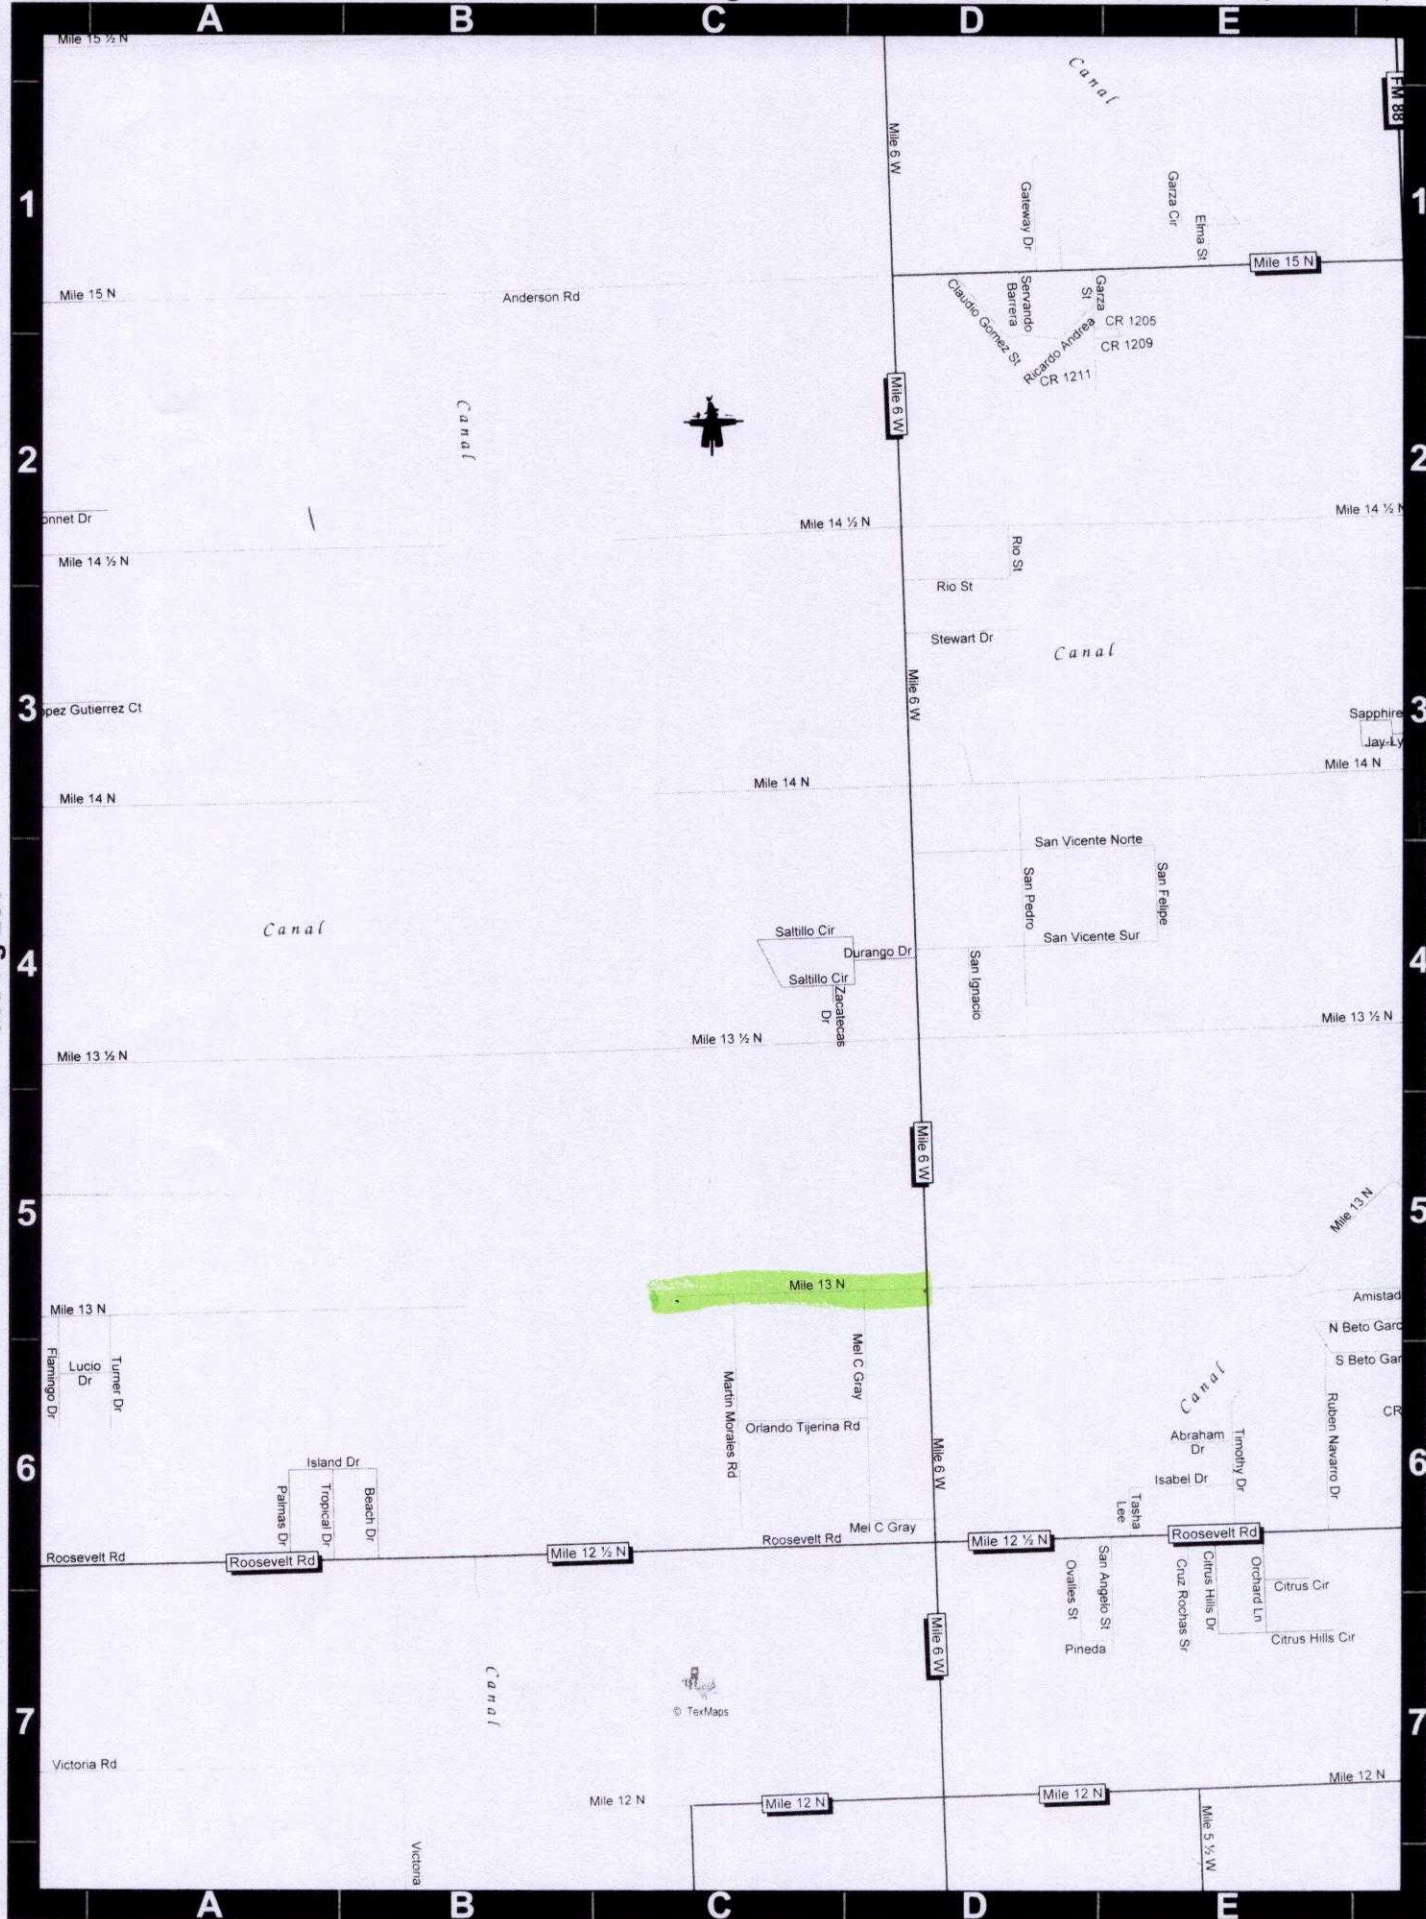 A B C D E
Mile 15 ½ N
Canal
FM 88
Mile 6 W
1 1
Gateway Dr
Garza Cir
Elma St
Mile 15 N
Mile 15 N
Anderson Rd
Claudio Gomez St
Servando
Barrera
Garza
St
Ricardo Andrea
CR 1205
CR 1209
CR 1211
Mile 6 W
Canal
2 2
onnet Dr
Mile 14 ½ N
Mile 14 ½ N
Mile 14 ½ N
Rio St
Rio St
Stewart Dr
Canal
Mile 6 W
3 3
opez Gutierrez Ct
Sapphire
Jay-Ly
Mile 14 N
Mile 14 N
Mile 14 N
San Vicente Norte
San Pedro
San Felipe
Canal
Saltillo Cir
Durango Dr
San Vicente Sur
4 4
Saltillo Cir
Zacatecas
Dr
San Ignacio
Mile 13 ½ N
Mile 13 ½ N
Mile 13 ½ N
Mile 6 W
5 5
Mile 13 N
Mile 13 N
Mile 13 N
Amistad
N Beto Garc
S Beto Gar
Flamingo Dr
Lucio
Dr
Turner Dr
Martin Morales Rd
Mel C Gray
Canal
Ruben Navarro Dr
CR
Orlando Tijerina Rd
Mile 6 W
Abraham
Dr
Timothy Dr
6 6
Island Dr
Isabel Dr
Palmas Dr
Tropical Dr
Beach Dr
Tasha
Lee
Mel C Gray
Roosevelt Rd
Roosevelt Rd
Mile 12 ½ N
Roosevelt Rd
Mile 12 ½ N
Roosevelt Rd
Ovalles St
San Angelo St
Cruz Rochas Sr
Citrus Hills Dr
Orchard Ln
Citrus Cir
Mile 6 W
Pineda
Citrus Hills Cir
Canal
© TexMaps
7 7
Victoria Rd
Mile 12 N
Mile 12 N
Mile 12 N
Mile 12 N
Victoria
Mile 5 ½ W
A B C D E